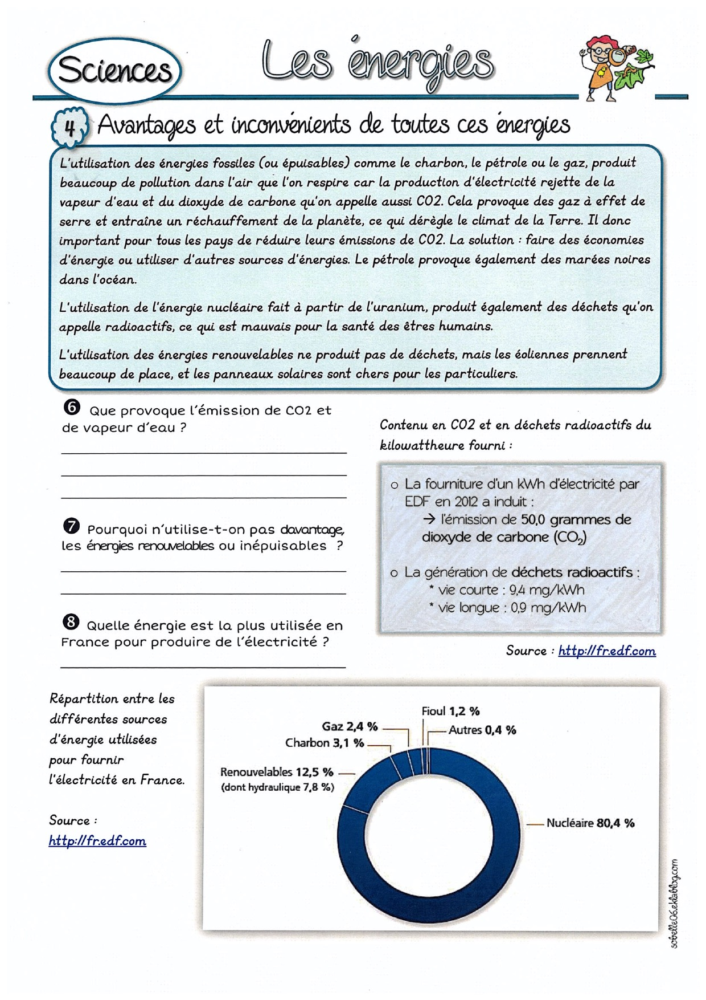 Sciences
Les énergies
4 Avantages et inconvénients de toutes ces énergies
L'utilisation des énergies fossiles (ou épuisables) comme le charbon, le pétrole ou le gaz, produit
beaucoup de pollution dans l'air que l'on respire car la production d'électricité rejette de la
vapeur d'eau et du dioxyde de carbone qu'on appelle aussi CO2. Cela provoque des gaz à effet de
serre et entraîne un réchauffement de la planète, ce qui dérègle le climat de la Terre. Il donc
important pour tous les pays de réduire leurs émissions de CO2. La solution : faire des économies
d'énergie ou utiliser d'autres sources d'énergies. Le pétrole provoque également des marées noires
dans l'océan.
L'utilisation de l'énergie nucléaire fait à partir de l'uranium, produit également des déchets qu'on
appelle radioactifs, ce qui est mauvais pour la santé des êtres humains.
L'utilisation des énergies renouvelables ne produit pas de déchets, mais les éoliennes prennent
beaucoup de place, et les panneaux solaires sont chers pour les particuliers.
❻ Que provoque l'émission de CO2 et
de vapeur d'eau ?
❼ Pourquoi n'utilise-t-on pas davantage,
les énergies renouvelables ou inépuisables ?
❽ Quelle énergie est la plus utilisée en
France pour produire de l'électricité ?
Contenu en CO2 et en déchets radioactifs du
kilowattheure fourni :
o La fourniture d'un kWh d'électricité par
EDF en 2012 a induit :
→ l'émission de 50,0 grammes de
dioxyde de carbone (CO₂)
o La génération de déchets radioactifs :
* vie courte : 9,4 mg/kWh
* vie longue : 0,9 mg/kWh
Source : http://fr.edf.com
Répartition entre les
différentes sources
d'énergie utilisées
pour fournir
l'électricité en France.
Source :
http://fr.edf.com
Fioul 1,2 %
Gaz 2,4 %
Autres 0,4 %
Charbon 3,1 %
Renouvelables 12,5 %
(dont hydraulique 7,8 %)
Nucléaire 80,4 %
sobelle06.eklablog.com